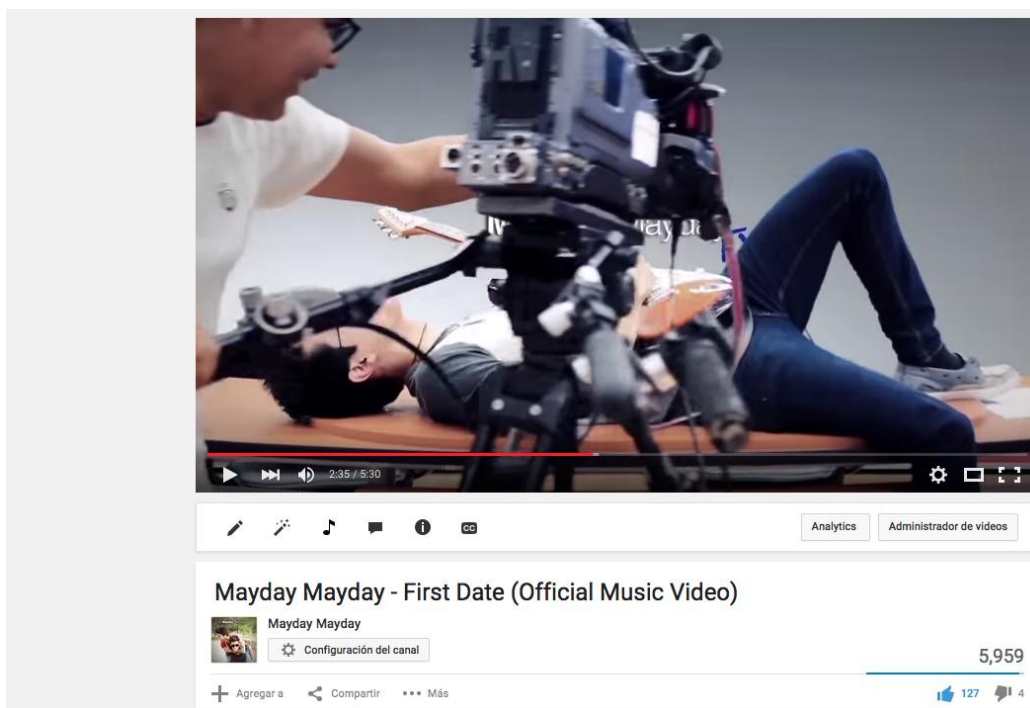 2:35 / 5:30
Analytics
Administrador de videos
Mayday Mayday - First Date (Official Music Video)
Mayday Mayday
Configuración del canal
5,959
Agregar a
Compartir
Más
127
4
CC